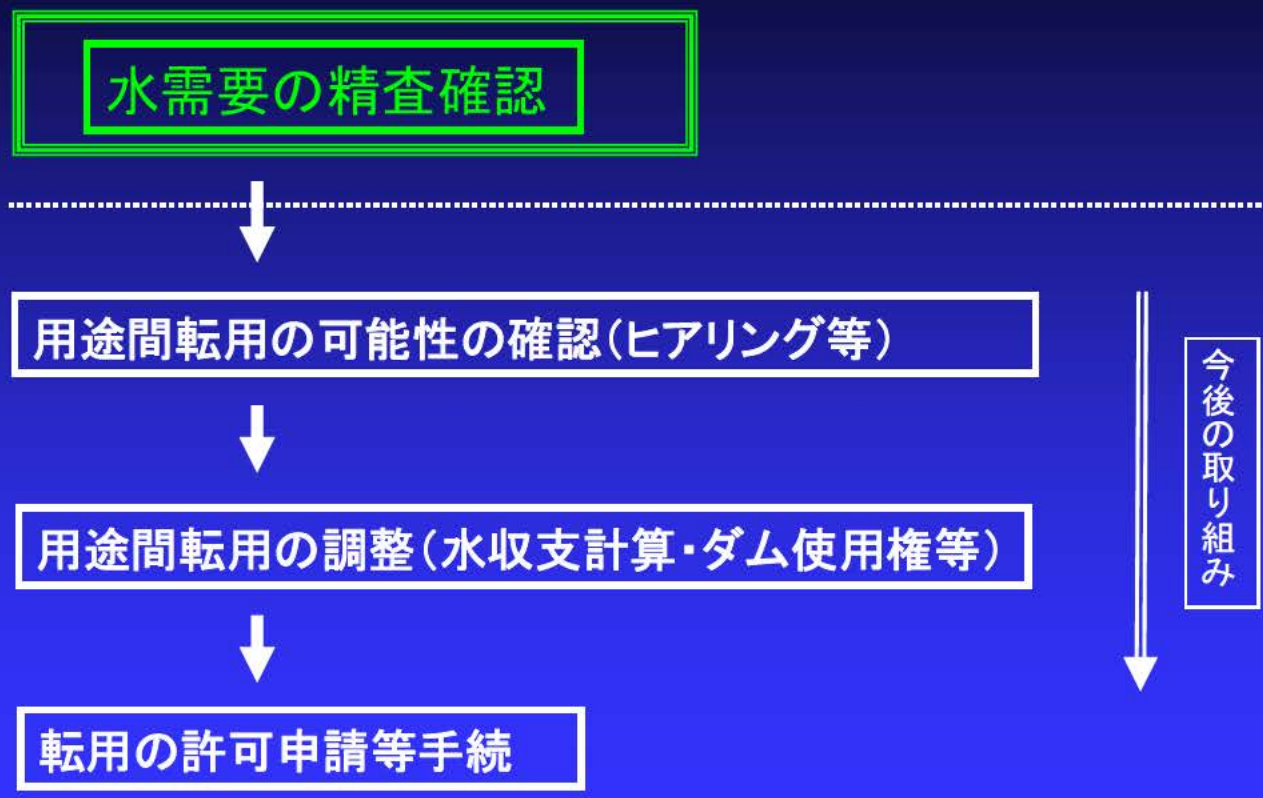 水需要の精査確認
用途間転用の可能性の確認(ヒアリング等)
用途間転用の調整(水収支計算・ダム使用権等)
転用の許可申請等手続
今後の取り組み